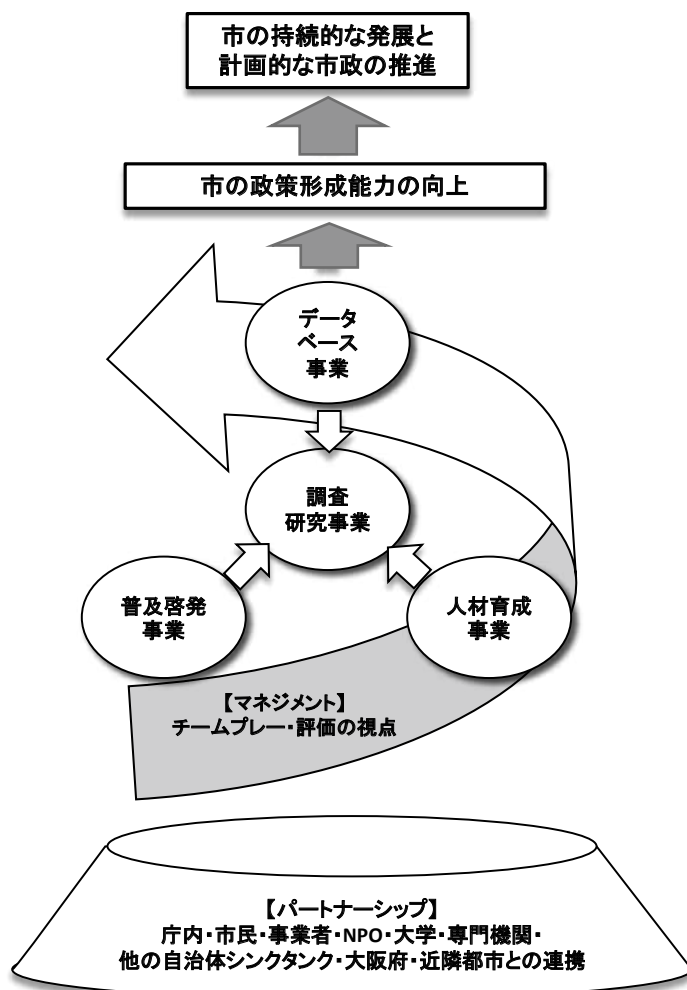 市の持続的な発展と
計画的な市政の推進
市の政策形成能力の向上
データ
ベース
事業
調査
研究事業
普及啓発
事業
人材育成
事業
【マネジメント】
チームプレー・評価の視点
【パートナーシップ】
庁内・市民・事業者・NPO・大学・専門機関・
他の自治体シンクタンク・大阪府・近隣都市との連携